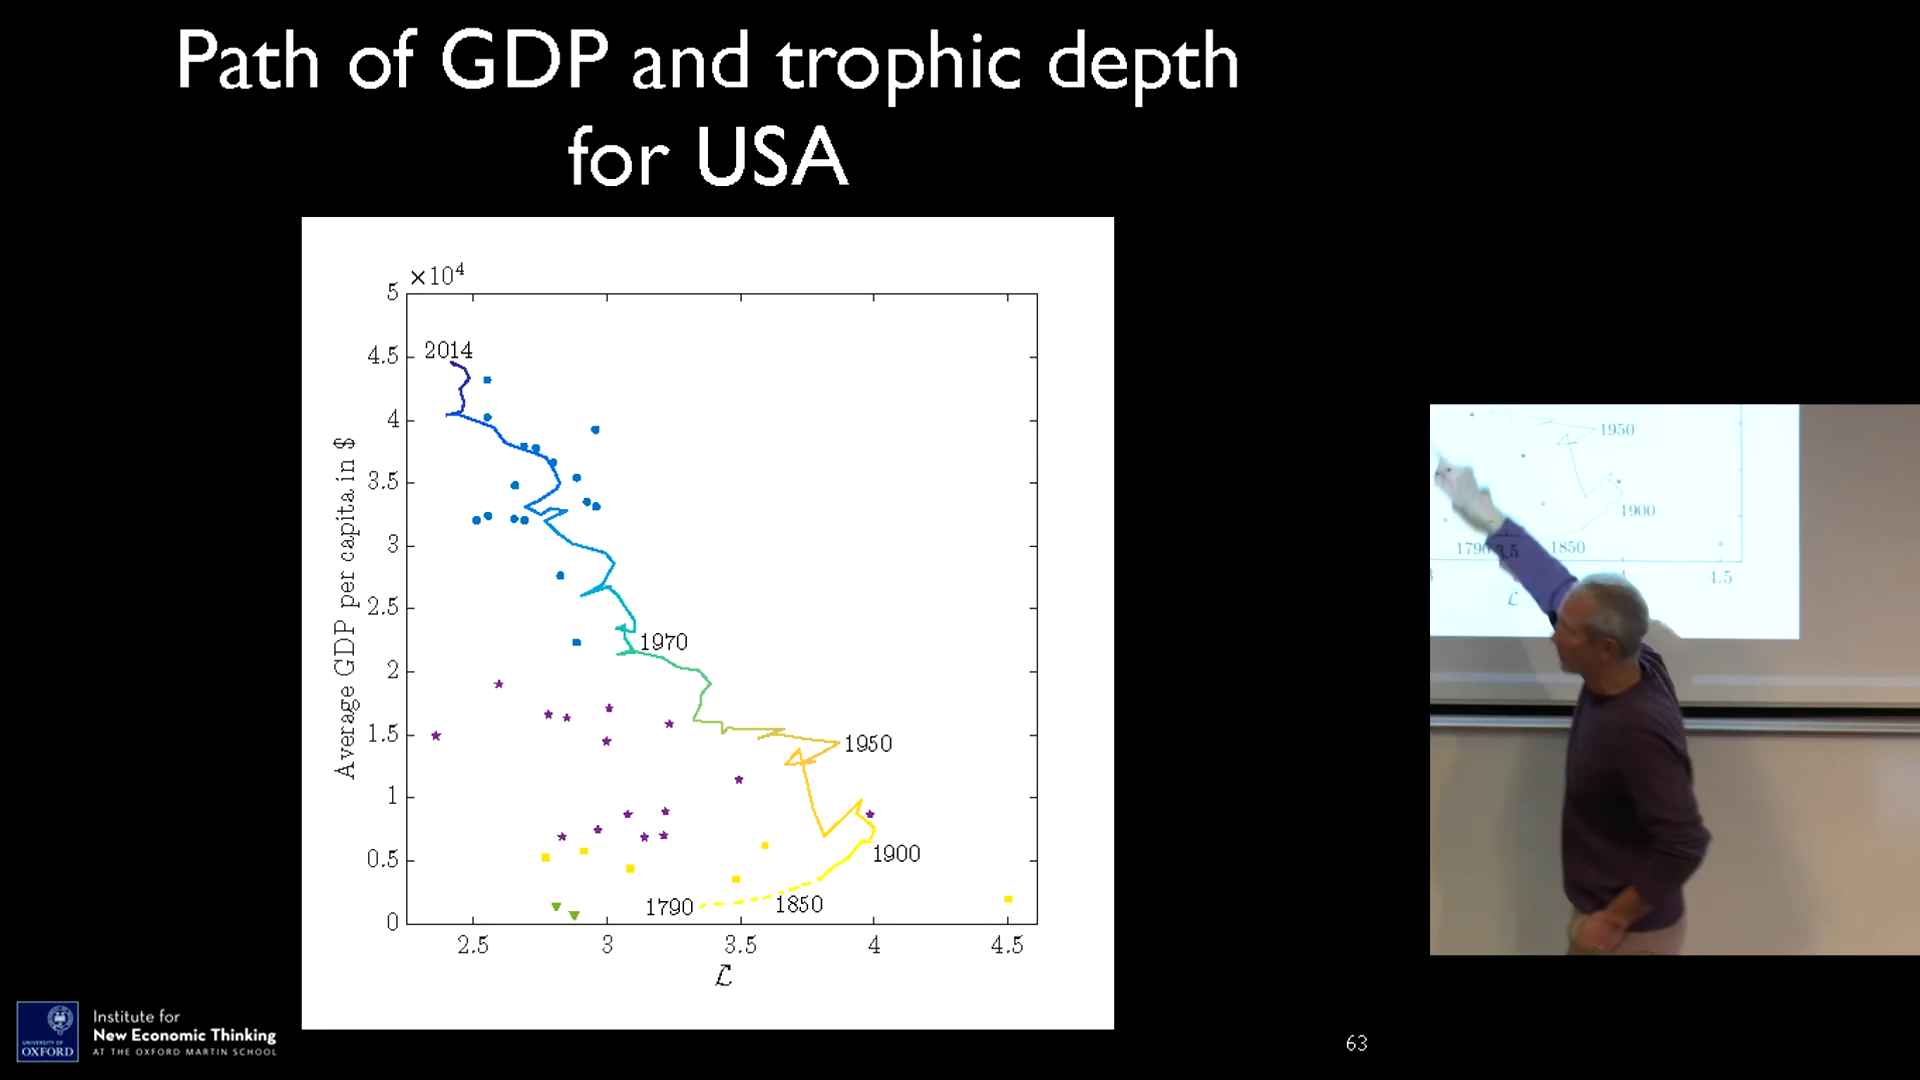 Path of GDP and trophic depth
for USA
×10⁴
5
4.5
4
3.5
3
2.5
2
1.5
1
0.5
0
Average GDP per capita in $
2014
1970
1950
1900
1850
1790
2.5
3
3.5
4
4.5
ℒ
1950
1900
1790
1850
4.5
ℒ
UNIVERSITY OF
OXFORD
Institute for
New Economic Thinking
AT THE OXFORD MARTIN SCHOOL
63